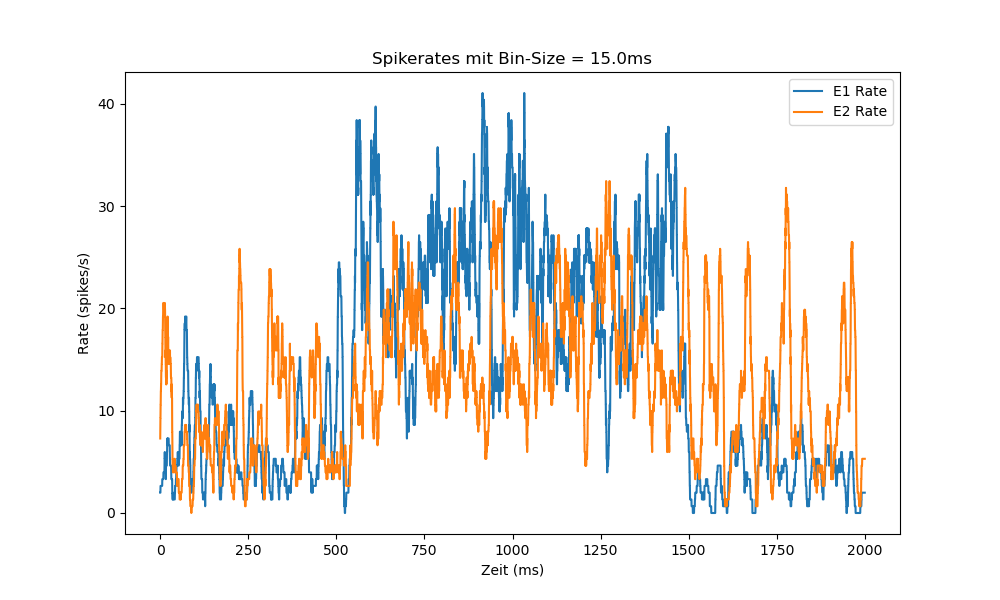 Spikerates mit Bin-Size = 15.0ms
E1 Rate
E2 Rate
Rate (spikes/s)
40
30
20
10
0
0 250 500 750 1000 1250 1500 1750 2000
Zeit (ms)